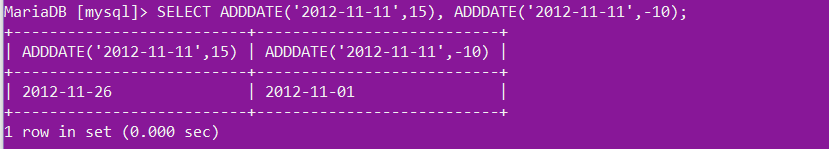 MariaDB [mysql]> SELECT ADDDATE('2012-11-11',15), ADDDATE('2012-11-11',-10);
+--------------------------+---------------------------+
| ADDDATE('2012-11-11',15) | ADDDATE('2012-11-11',-10) |
+--------------------------+---------------------------+
| 2012-11-26               | 2012-11-01                |
+--------------------------+---------------------------+
1 row in set (0.000 sec)